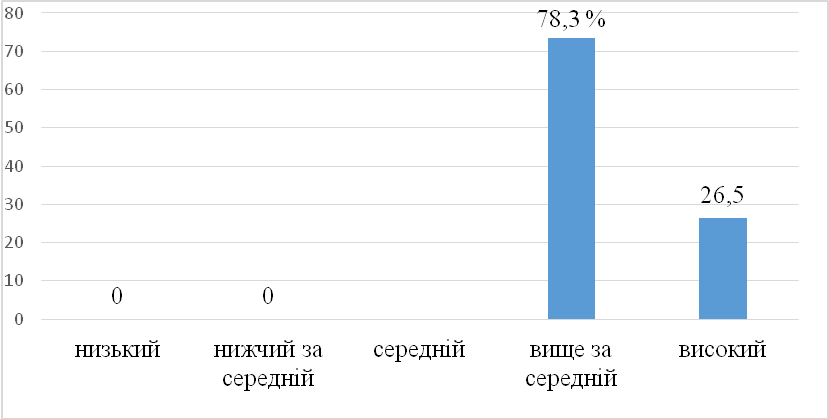 80
78,3 %
70
60
50
40
30
26,5
20
10
0
0
0
низький
нижчий за
середній
середній
вище за
середній
високий